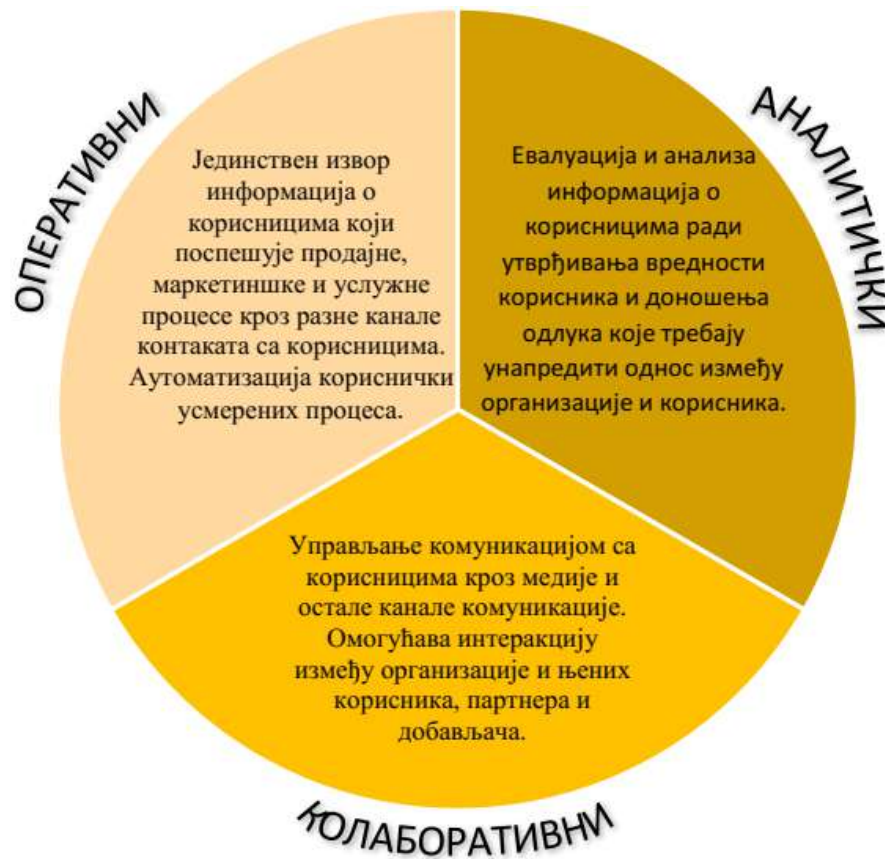 ОПЕРАТИВНИ
Јединствен извор
информација о
корисницима који
поспешује продајне,
маркетиншке и услужне
процесе кроз разне канале
контаката са корисницима.
Аутоматизација кориснички
усмерених процеса.
АНАЛИТИЧКИ
Евалуација и анализа
информација о
корисницима ради
утврђивања вредности
корисника и доношења
одлука које требају
унапредити однос између
организације и корисника.
Управљање комуникацијом са
корисницима кроз медије и
остале канале комуникације.
Омогућава интеракцију
између организације и њених
корисника, партнера и
добављача.
КОЛАБОРАТИВНИ